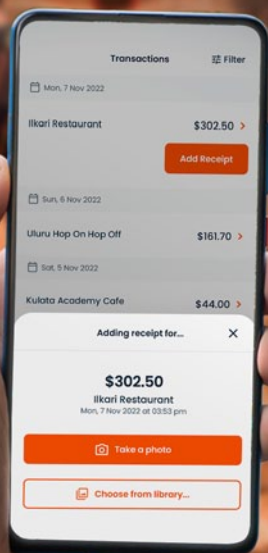 Transactions
Filter
Mon, 7 Nov 2022
Ilkari Restaurant
$302.50 >
Add Receipt
Sun, 6 Nov 2022
Uluru Hop On Hop Off
$161.70 >
Sat, 5 Nov 2022
Kulata Academy Cafe
$44.00 >
Adding receipt for...
$302.50
Ilkari Restaurant
Mon, 7 Nov 2022 at 03:53 pm
Take a photo
Choose from library...